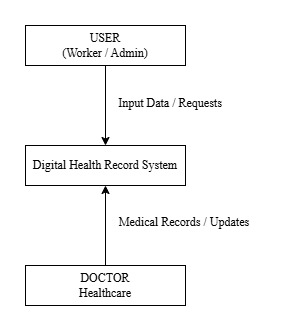 USER
(Worker / Admin)
Input Data / Requests
Digital Health Record System
Medical Records / Updates
DOCTOR
Healthcare